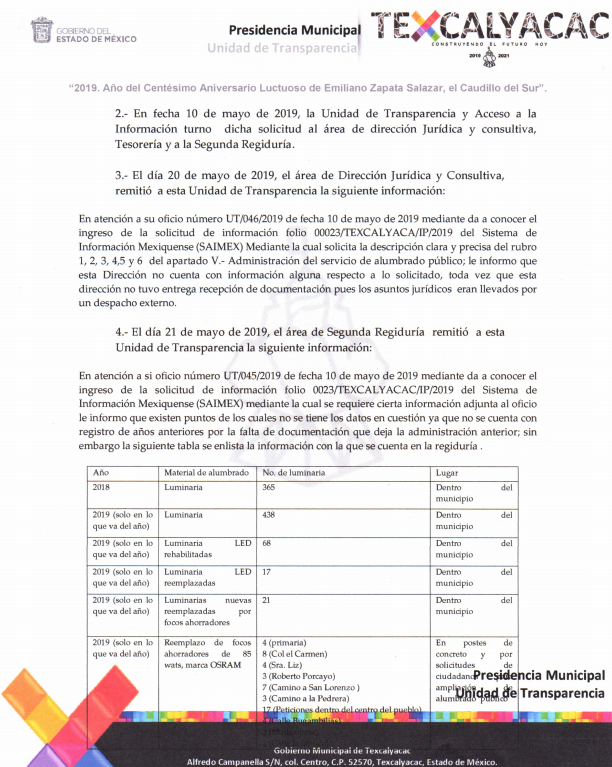 GOBIERNO DEL
ESTADO DE MÉXICO
Presidencia Municipal
Unidad de Transparencia
TEXCALYACAC
CONSTRUYENDO EL FUTURO HOY
2019 2021
"2019. Año del Centésimo Aniversario Luctuoso de Emiliano Zapata Salazar, el Caudillo del Sur".
2.- En fecha 10 de mayo de 2019, la Unidad de Transparencia y Acceso a la
Información turno dicha solicitud al área de dirección Jurídica y consultiva,
Tesorería y a la Segunda Regiduría.
3.- El día 20 de mayo de 2019, el área de Dirección Jurídica y Consultiva,
remitió a esta Unidad de Transparencia la siguiente información:
En atención a su oficio número UT/046/2019 de fecha 10 de mayo de 2019 mediante da a conocer el
ingreso de la solicitud de información folio 00023/TEXCALYACA/IP/2019 del Sistema de
Información Mexiquense (SAIMEX) Mediante la cual solicita la descripción clara y precisa del rubro
1, 2, 3, 4,5 y 6 del apartado V.- Administración del servicio de alumbrado público; le informo que
esta Dirección no cuenta con información alguna respecto a lo solicitado, toda vez que esta
dirección no tuvo entrega recepción de documentación pues los asuntos jurídicos eran llevados por
un despacho externo.
4.- El día 21 de mayo de 2019, el área de Segunda Regiduría remitió a esta
Unidad de Transparencia la siguiente información:
En atención a si oficio número UT/045/2019 de fecha 10 de mayo de 2019 mediante da a conocer el
ingreso de la solicitud de información folio 0023/TEXCALYACAC/IP/2019 del Sistema de
Información Mexiquense (SAIMEX) mediante la cual se requiere cierta información adjunta al oficio
le informo que existen puntos de los cuales no se tiene los datos en cuestión ya que no se cuenta con
registro de años anteriores por la falta de documentación que deja la administración anterior; sin
embargo la siguiente tabla se enlista la información con la que se cuenta en la regiduría .
Año Material de alumbrado No. de luminaria Lugar
2018 Luminaria 365 Dentro del
municipio
2019 (solo en lo Luminaria 438 Dentro del
que va del año) municipio
2019 (solo en lo Luminaria LED 68 Dentro del
que va del año) rehabilitadas municipio
2019 (solo en lo Luminaria LED 17 Dentro del
que va del año) reemplazadas municipio
2019 (solo en lo Luminarias nuevas 21 Dentro del
que va del año) reemplazadas por municipio
focos ahorradores
2019 (solo en lo Reemplazo de focos 4 (primaria) En postes de
que va del año) ahorradores de 85 8 (Col el Carmen) concreto y por
wats, marca OSRAM 4 (Sra. Liz) solicitudes de
3 (Roberto Porcayo) ciudadanos
7 (Camino a San Lorenzo )
3 (Camino a la Pedrera) alumbrado público
17 (Peticiones dentro del centro del pueblo)
Presidencia Municipal
Unidad de Transparencia
Gobierno Municipal de Texcalyacac
Alfredo Campanella S/N, col. Centro, C.P. 52570, Texcalyacac, Estado de México.